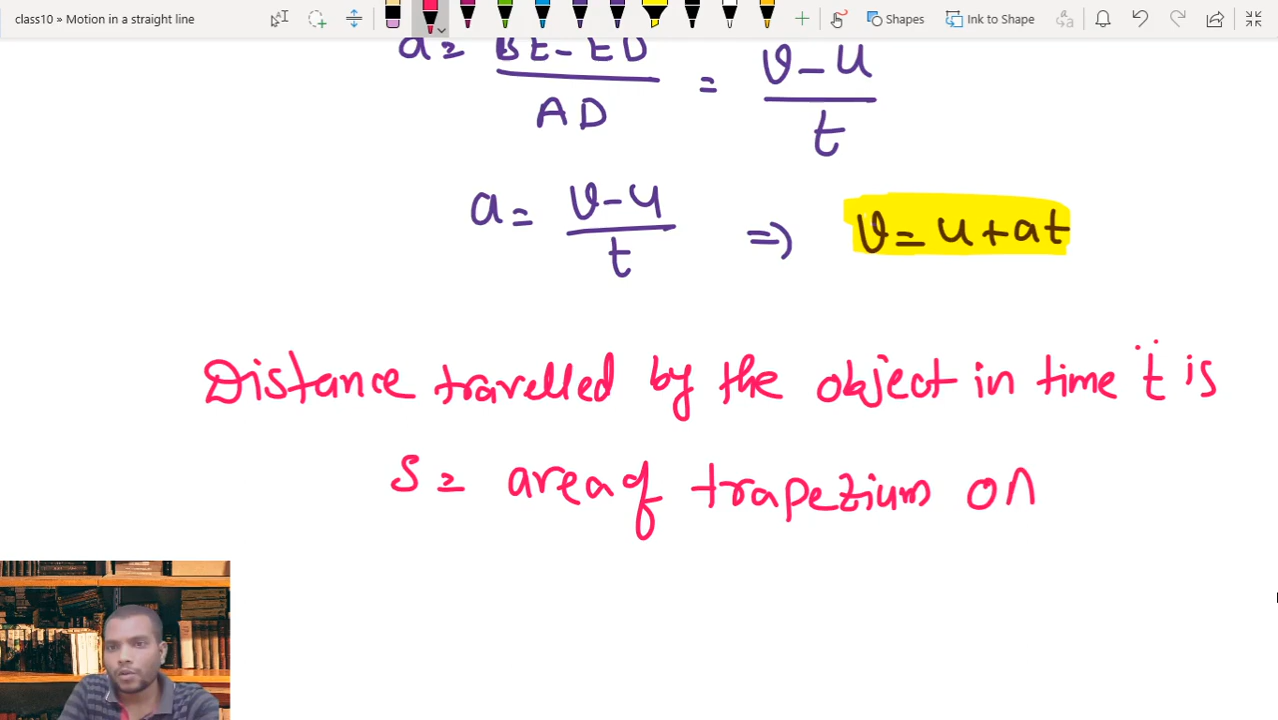 class10 » Motion in a straight line
Shapes
Ink to Shape
a = BE - ED / AD = v - u / t
a = v - u / t => v = u + at
Distance travelled by the object in time 't' is
S = area of trapezium OA